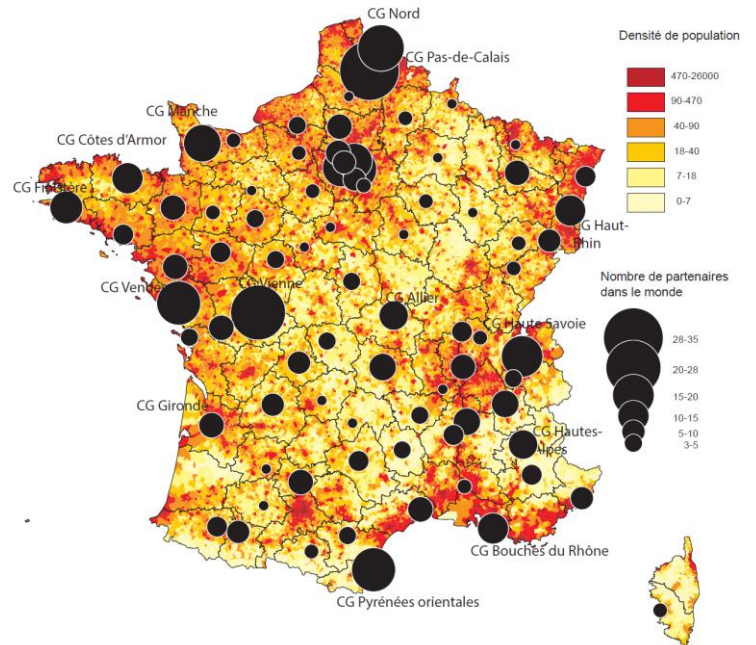 CG Nord
Densité de population
CG Pas-de-Calais
470-26000
90-470
40-90
18-40
7-18
0-7
CG Manche
CG Côtes d'Armor
CG Finistère
CG Haut-
Rhin
Nombre de partenaires
dans le monde
CG Vendée
CG Vienne
CG Allier
CG Haute Savoie
28-35
20-28
15-20
10-15
5-10
3-5
CG Gironde
CG Hautes-
Alpes
CG Bouches du Rhône
CG Pyrénées orientales